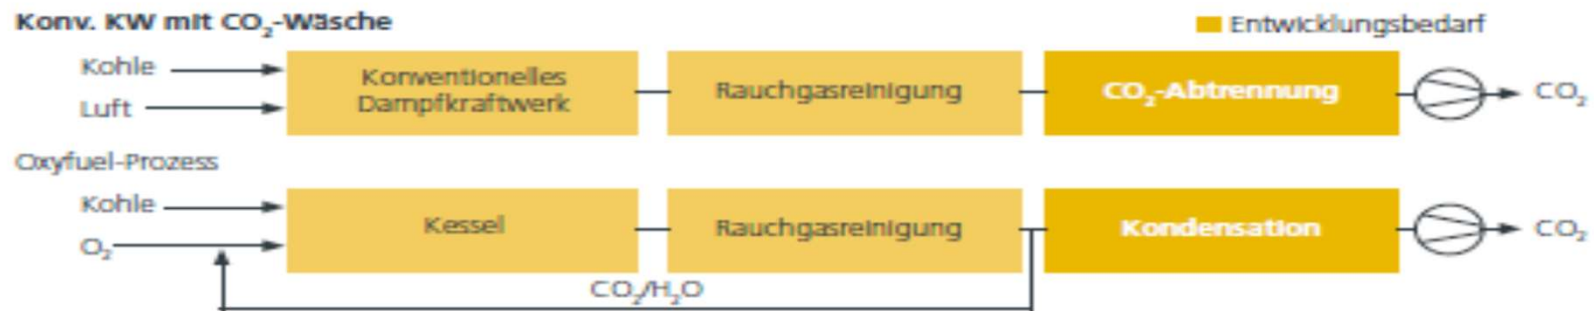 Konv. KW mit CO₂-Wäsche
Entwicklungsbedarf
Kohle
Luft
Konventionelles
Dampfkraftwerk
Rauchgasreinigung
CO₂-Abtrennung
CO₂
Oxyfuel-Prozess
Kohle
O₂
Kessel
Rauchgasreinigung
Kondensation
CO₂
CO₂/H₂O